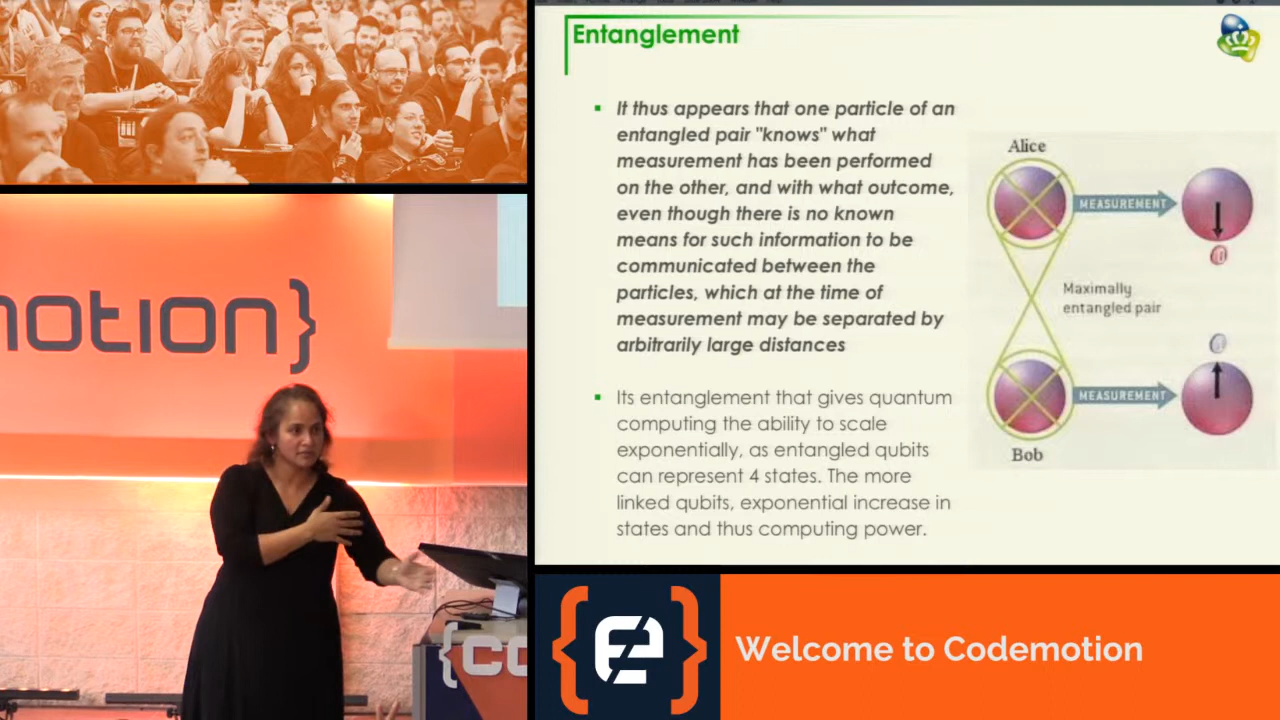 Entanglement
It thus appears that one particle of an
entangled pair "knows" what
measurement has been performed
on the other, and with what outcome,
even though there is no known
means for such information to be
communicated between the
particles, which at the time of
measurement may be separated by
arbitrarily large distances
Its entanglement that gives quantum
computing the ability to scale
exponentially, as entangled qubits
can represent 4 states. The more
linked qubits, exponential increase in
states and thus computing power.
Alice
MEASUREMENT
Maximally
entangled pair
MEASUREMENT
Bob
motion}
{CO
Welcome to Codemotion